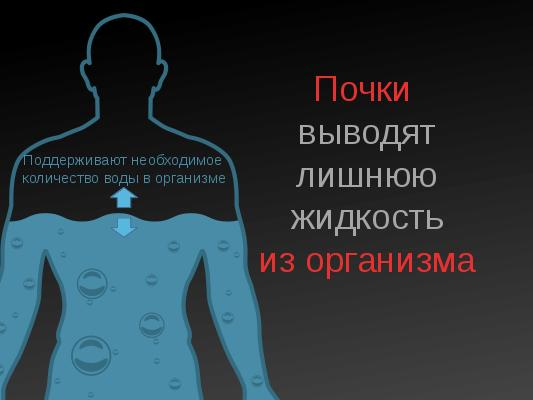 Поддерживают необходимое
количество воды в организме
Почки
выводят
лишнюю
жидкость
из организма